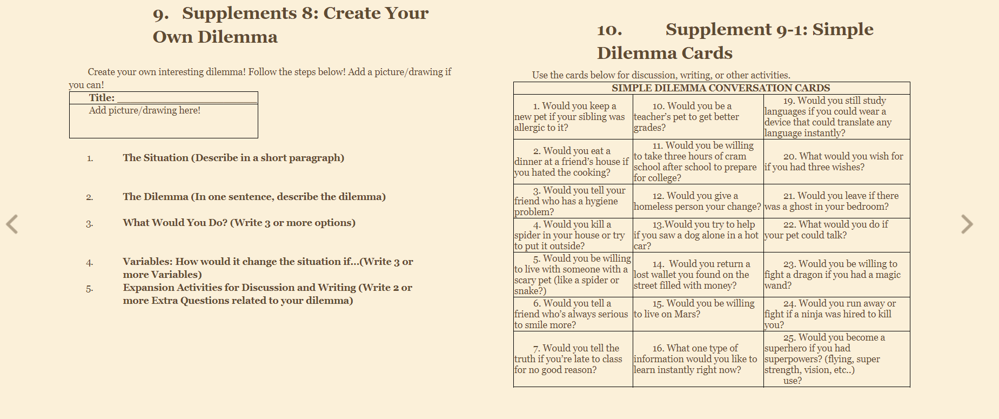 9. Supplements 8: Create Your
Own Dilemma
Create your own interesting dilemma! Follow the steps below! Add a picture/drawing if
you can!
Title: ____________________________
Add picture/drawing here!
1. The Situation (Describe in a short paragraph)
2. The Dilemma (In one sentence, describe the dilemma)
3. What Would You Do? (Write 3 or more options)
4. Variables: How would it change the situation if...(Write 3 or
more Variables)
5. Expansion Activities for Discussion and Writing (Write 2 or
more Extra Questions related to your dilemma)
10. Supplement 9-1: Simple
Dilemma Cards
Use the cards below for discussion, writing, or other activities.
SIMPLE DILEMMA CONVERSATION CARDS
1. Would you keep a
new pet if your sibling was
allergic to it?
10. Would you be a
teacher's pet to get better
grades?
19. Would you still study
languages if you could wear a
device that could translate any
language instantly?
2. Would you eat a
dinner at a friend's house if
you hated the cooking?
11. Would you be willing
to take three hours of cram
school after school to prepare
for college?
20. What would you wish for
if you had three wishes?
3. Would you tell your
friend who has a hygiene
problem?
12. Would you give a
homeless person your change?
21. Would you leave if there
was a ghost in your bedroom?
4. Would you kill a
spider in your house or try
to put it outside?
13.Would you try to help
if you saw a dog alone in a hot
car?
22. What would you do if
your pet could talk?
5. Would you be willing
to live with someone with a
scary pet (like a spider or
snake?)
14. Would you return a
lost wallet you found on the
street filled with money?
23. Would you be willing to
fight a dragon if you had a magic
wand?
6. Would you tell a
friend who's always serious
to smile more?
15. Would you be willing
to live on Mars?
24. Would you run away or
fight if a ninja was hired to kill
you?
7. Would you tell the
truth if you're late to class
for no good reason?
16. What one type of
information would you like to
learn instantly right now?
25. Would you become a
superhero if you had
superpowers? (flying, super
strength, vision, etc..)
use?